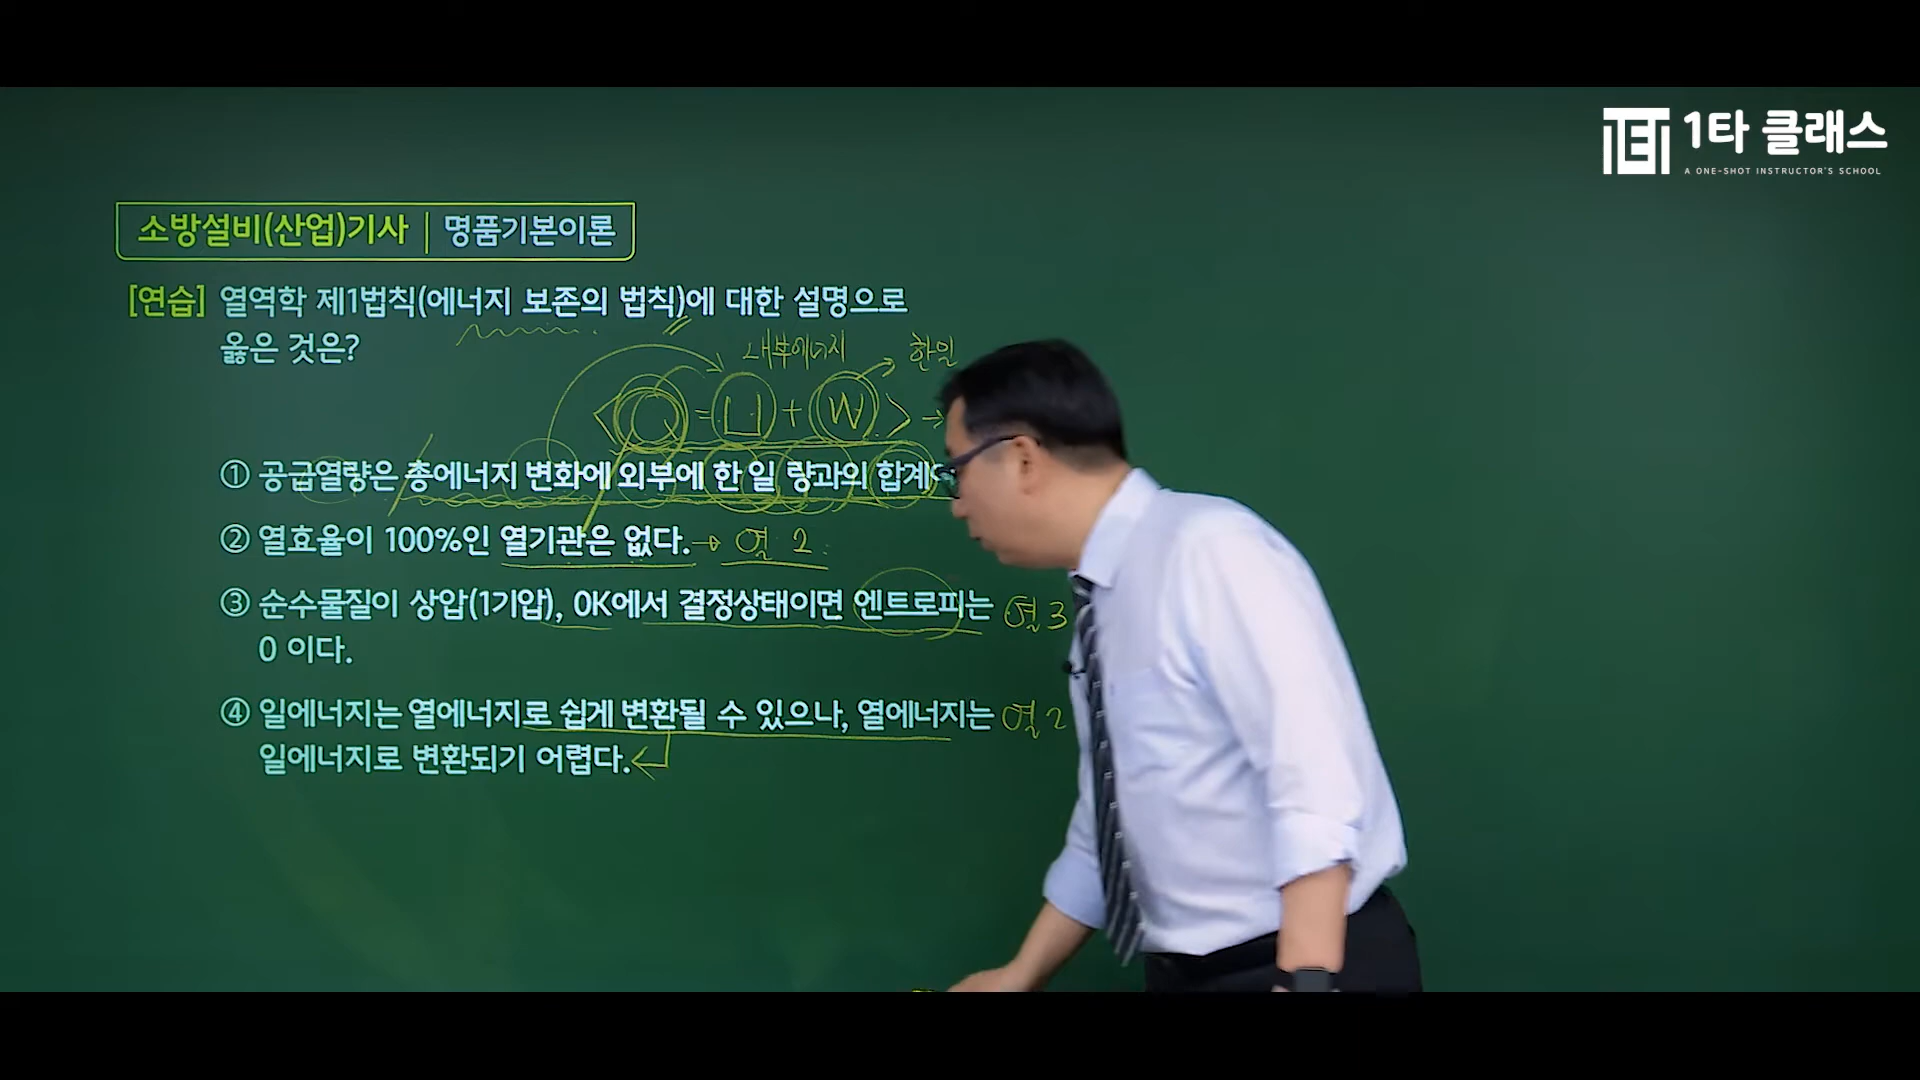 1타 클래스
A ONE-SHOT INSTRUCTOR'S SCHOOL
소방설비(산업)기사 | 명품기본이론
[연습] 열역학 제1법칙(에너지 보존의 법칙)에 대한 설명으로
옳은 것은?
내부에너지 한일
Q = U + W
① 공급열량은 총에너지 변화에 외부에 한 일 량과의 합계
② 열효율이 100%인 열기관은 없다. → 열 2
③ 순수물질이 상압(1기압), 0K에서 결정상태이면 엔트로피는 열 3
0 이다.
④ 일에너지는 열에너지로 쉽게 변환될 수 있으나, 열에너지는 열 2
일에너지로 변환되기 어렵다.